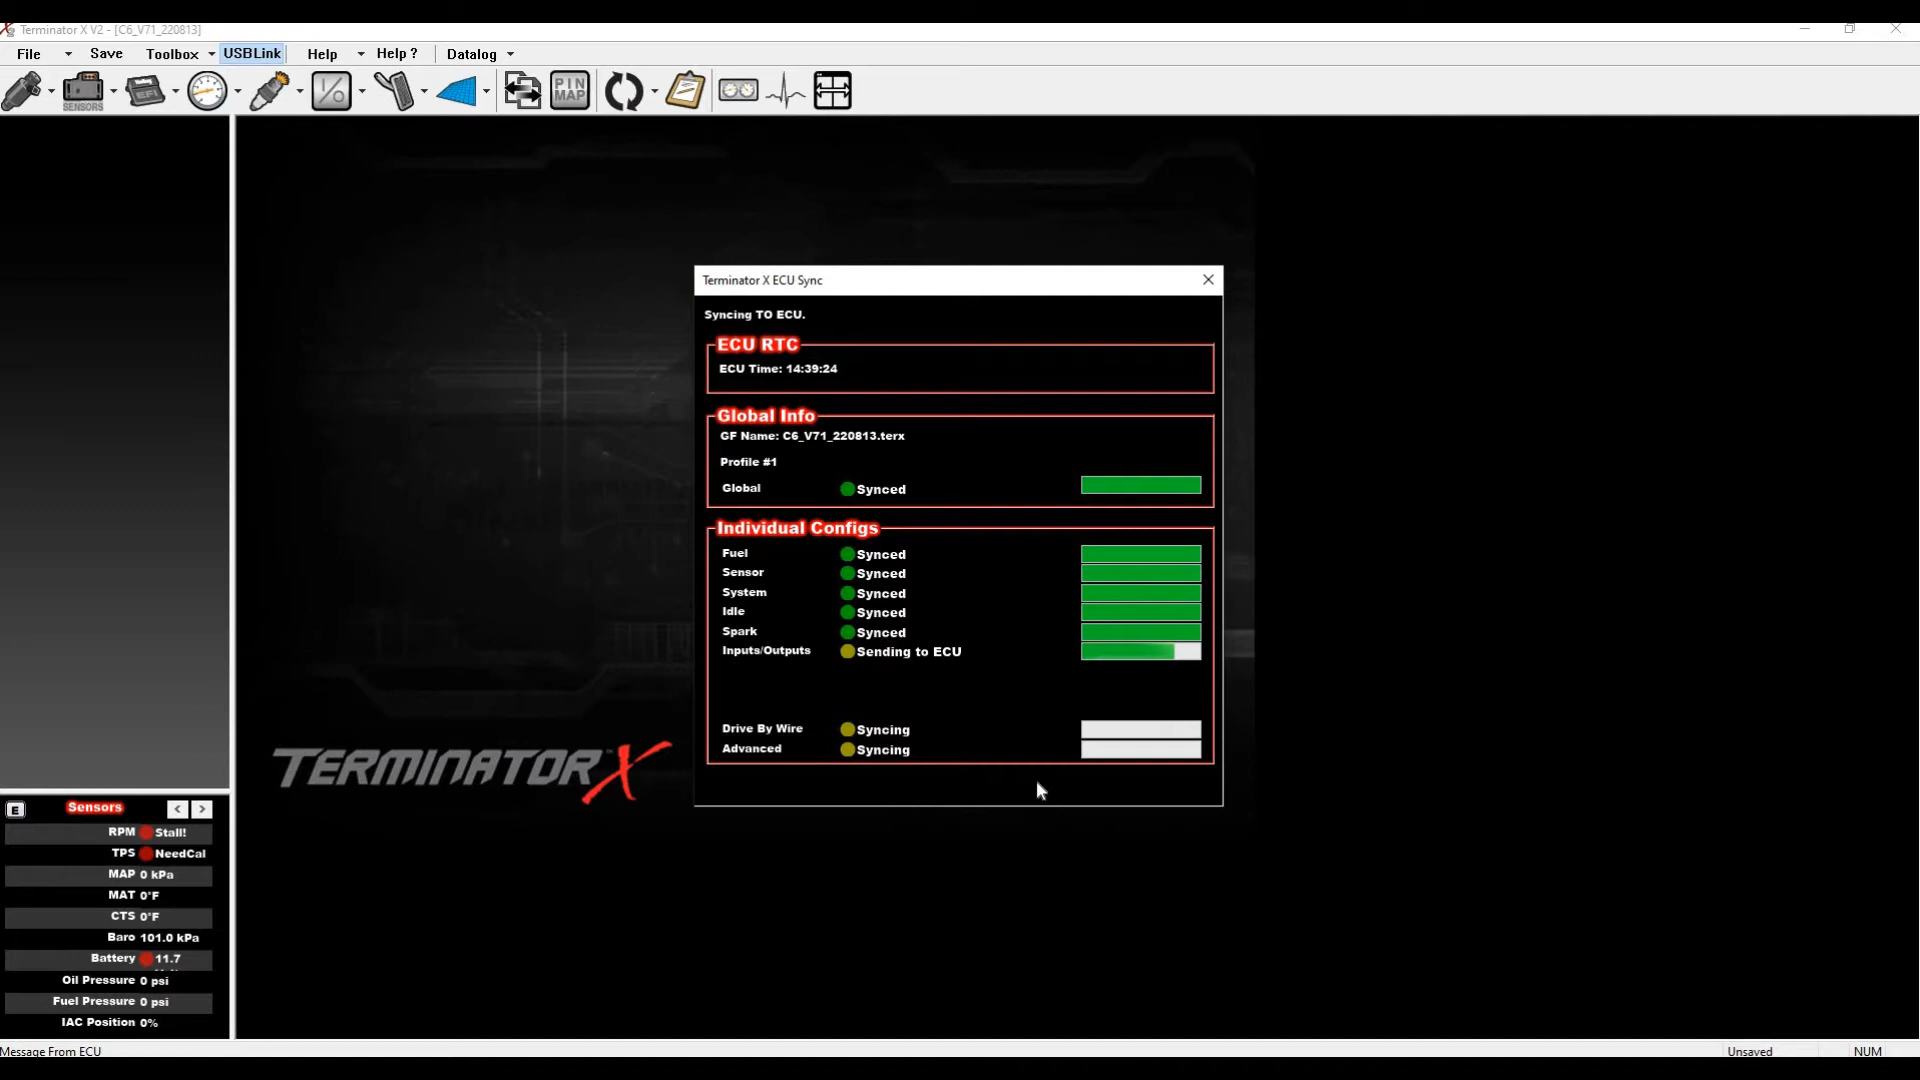 Terminator X V2 - [C6_V71_220813]
File Save Toolbox USBLink Help Help ? Datalog
SENSORS EFI I/O PIN MAP
Terminator X ECU Sync
Syncing TO ECU.
ECU RTC
ECU Time: 14:39:24
Global Info
GF Name: C6_V71_220813.terx
Profile #1
Global Synced
Individual Configs
Fuel Synced
Sensor Synced
System Synced
Idle Synced
Spark Synced
Inputs/Outputs Sending to ECU
Drive By Wire Syncing
Advanced Syncing
TERMINATOR X
E Sensors < >
RPM Stall!
TPS NeedCal
MAP 0 kPa
MAT 0°F
CTS 0°F
Baro 101.0 kPa
Battery 11.7
Oil Pressure 0 psi
Fuel Pressure 0 psi
IAC Position 0%
Message From ECU Unsaved NUM